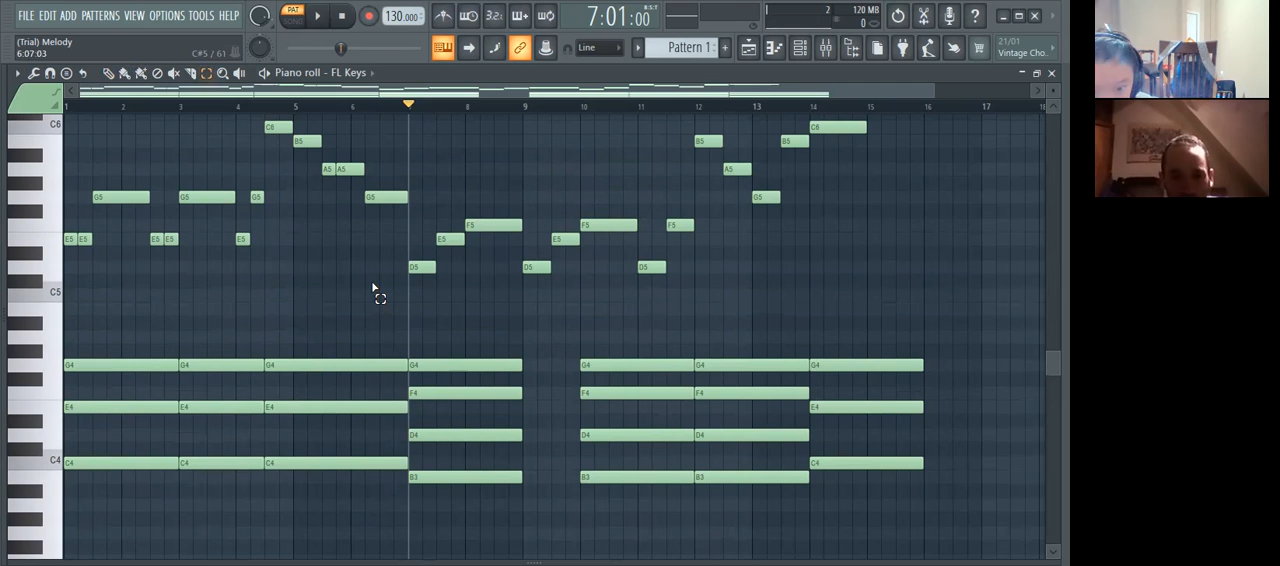 FILE EDIT ADD PATTERNS VIEW OPTIONS TOOLS HELP
PAT
SONG
130.000
3.2
7:01:00
B:S:T
2
120 MB
0
(Trial) Melody
C#5 / 61
6:07:03
Line
Pattern 1
21/01
Vintage Cho..
Piano roll - FL Keys
1 2 3 4 5 6 9 10 11 12 13 14 15 16 17 18
C6
C6 C6
B5 B5 B5
A5 A5 A5
G5 G5 G5 G5 G5
F5 F5 F5
E5 E5 E5 E5 E5 E5 E5
D5 D5 D5
C5
G4 G4 G4 G4 G4 G4 G4
F4 F4 F4
E4 E4 E4 E4
D4 D4 D4
C4
C4 C4 C4 C4
B3 B3 B3